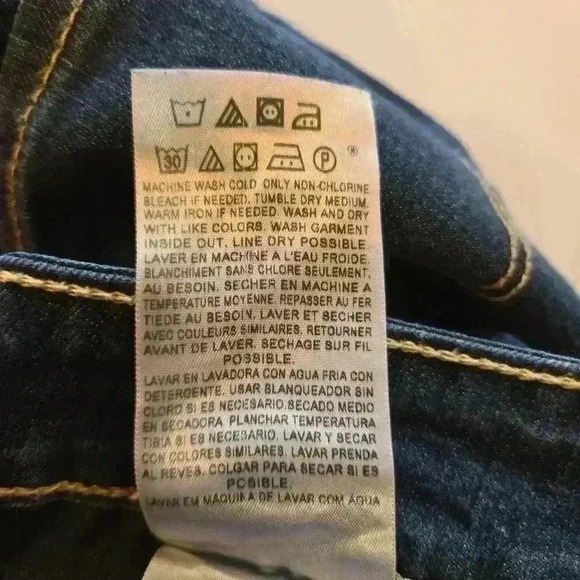 30 P ®
MACHINE WASH COLD ONLY NON-CHLORINE
BLEACH IF NEEDED. TUMBLE DRY MEDIUM.
WARM IRON IF NEEDED. WASH AND DRY
WITH LIKE COLORS. WASH GARMENT
INSIDE OUT. LINE DRY POSSIBLE.
LAVER EN MACHINE A L'EAU FROIDE.
BLANCHIMENT SANS CHLORE SEULEMENT,
AU BESOIN. SECHER EN MACHINE A
TEMPERATURE MOYENNE. REPASSER AU FER
TIEDE AU BESOIN. LAVER ET SECHER
AVEC COULEURS SIMILAIRES. RETOURNER
AVANT DE LAVER. SECHAGE SUR FIL
POSSIBLE.
LAVAR EN LAVADORA CON AGUA FRIA CON
DETERGENTE. USAR BLANQUEADOR SIN
CLORO SI ES NECESARIO.SECADO MEDIO
EN SECADORA. PLANCHAR TEMPERATURA
TIBIA SI ES NECESARIO. LAVAR Y SECAR
CON COLORES SIMILARES. LAVAR PRENDA
AL REVES. COLGAR PARA SECAR SI ES
POSIBLE.
LAVAR EM MÁQUINA DE LAVAR COM ÁGUA